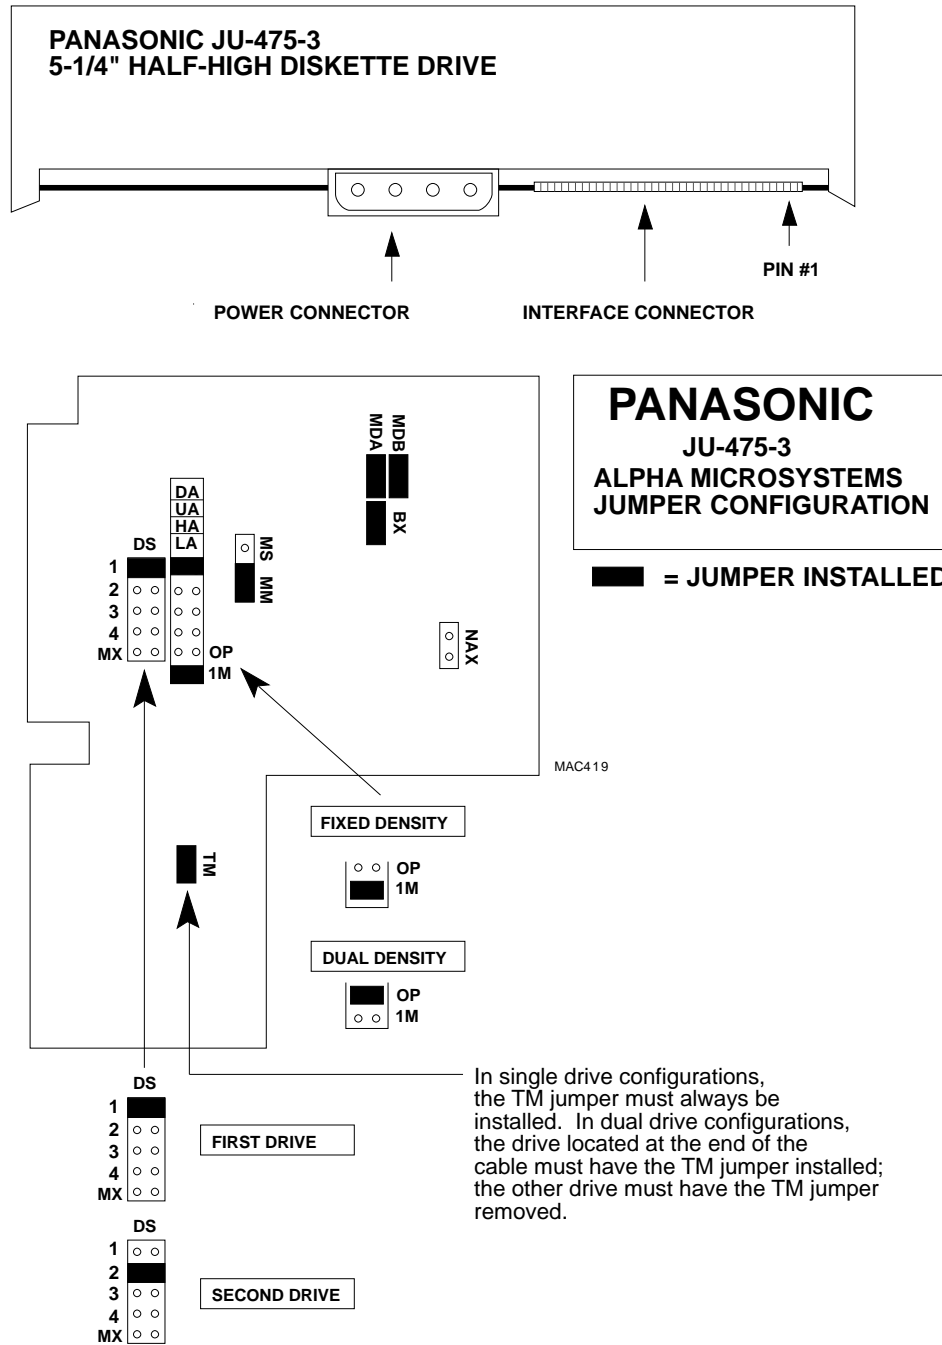 PANASONIC JU-475-3
5-1/4" HALF-HIGH DISKETTE DRIVE
PIN #1
POWER CONNECTOR
INTERFACE CONNECTOR
PANASONIC
JU-475-3
ALPHA MICROSYSTEMS
JUMPER CONFIGURATION
= JUMPER INSTALLED
MDA
MDB
BX
DA
UA
HA
LA
DS
1
2
3
4
MX
OP
1M
MS
MM
NAX
MAC419
TM
FIXED DENSITY
OP
1M
DUAL DENSITY
OP
1M
In single drive configurations,
the TM jumper must always be
installed.  In dual drive configurations,
the drive located at the end of the
cable must have the TM jumper installed;
the other drive must have the TM jumper
removed.
DS
1
2
3
4
MX
FIRST DRIVE
DS
1
2
3
4
MX
SECOND DRIVE